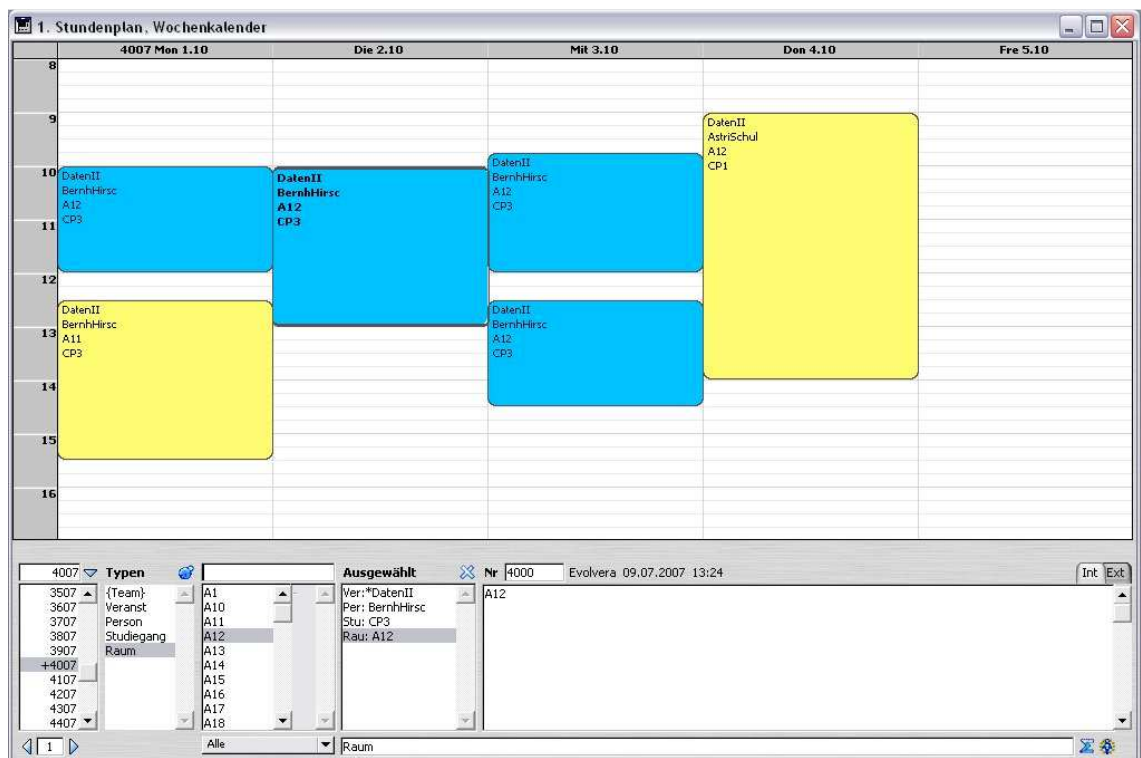 1. Stundenplan, Wochenkalender
4007 Mon 1.10 Die 2.10 Mit 3.10 Don 4.10 Fre 5.10
8
9
10
11
12
13
14
15
16
DatenII
BernhHirsc
A12
CP3
DatenII
BernhHirsc
A11
CP3
DatenII
BernhHirsc
A12
CP3
DatenII
BernhHirsc
A12
CP3
DatenII
BernhHirsc
A12
CP3
DatenII
AstriSchul
A12
CP1
4007 Typen Ausgewählt Nr 4000 Evolvera 09.07.2007 13:24 Int Ext
3507
3607
3707
3807
3907
+4007
4107
4207
4307
4407
{Team}
Veranst
Person
Studiegang
Raum
A1
A10
A11
A12
A13
A14
A15
A16
A17
A18
Ver:*DatenII
Per: BernhHirsc
Stu: CP3
Rau: A12
A12
1 Alle Raum